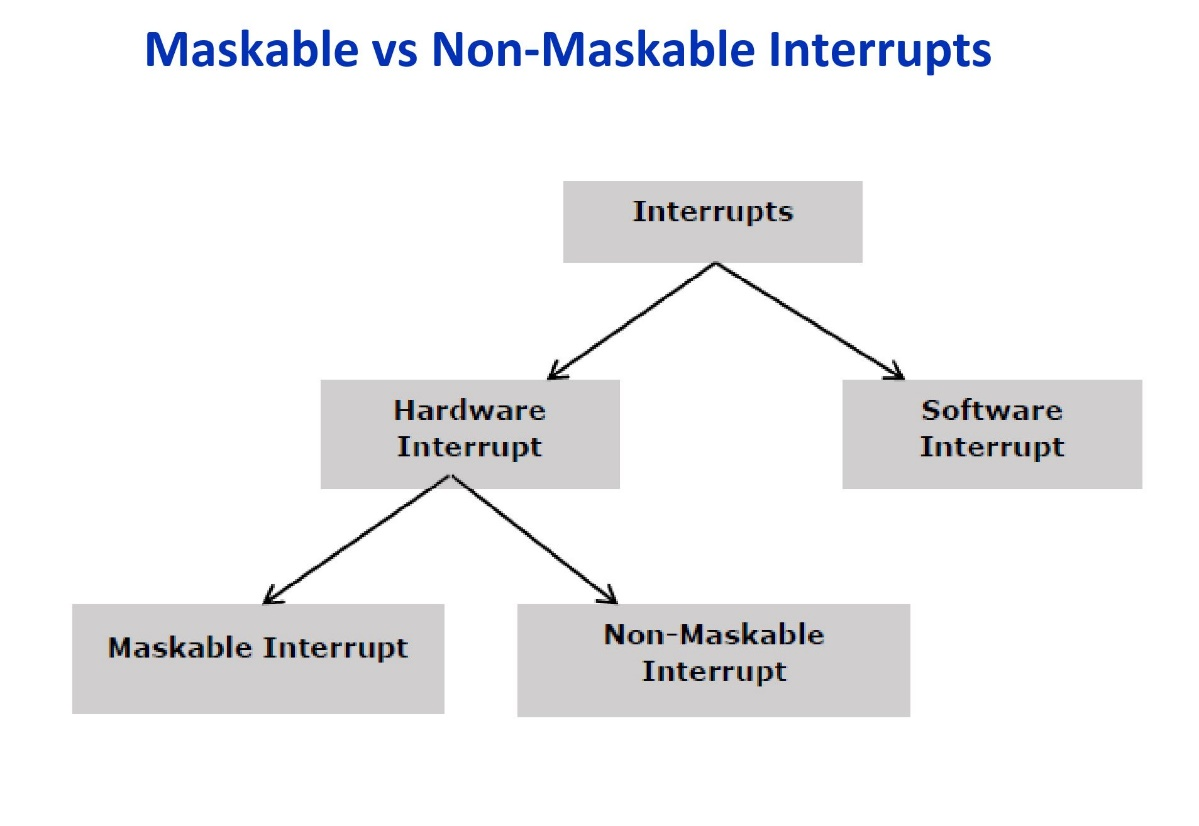 Maskable vs Non-Maskable Interrupts
Interrupts
Hardware
Interrupt
Software
Interrupt
Maskable Interrupt
Non-Maskable
Interrupt